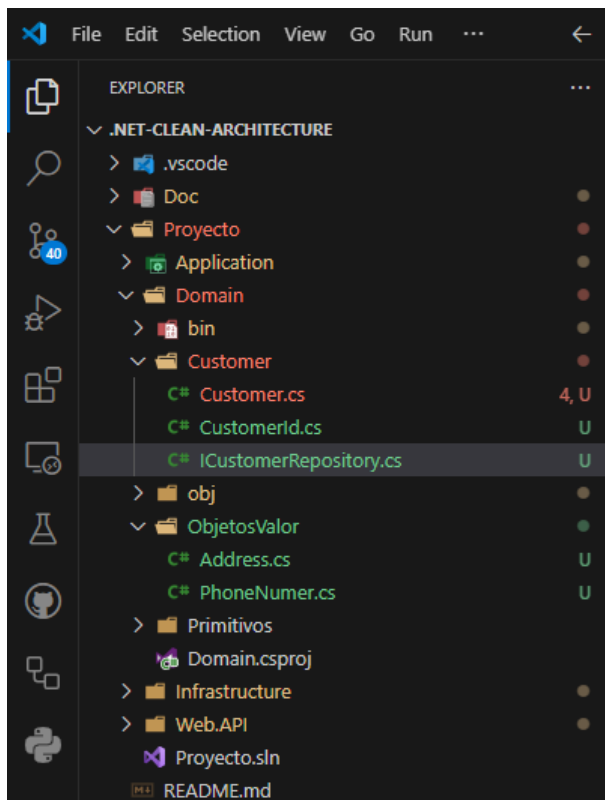 File Edit Selection View Go Run ...
EXPLORER ...
.NET-CLEAN-ARCHITECTURE
.vscode
Doc
Proyecto
40
Application
Domain
bin
Customer
C# Customer.cs 4, U
C# CustomerId.cs U
C# ICustomerRepository.cs U
obj
ObjetosValor
C# Address.cs U
C# PhoneNumer.cs U
Primitivos
Domain.csproj
Infrastructure
Web.API
Proyecto.sln
README.md